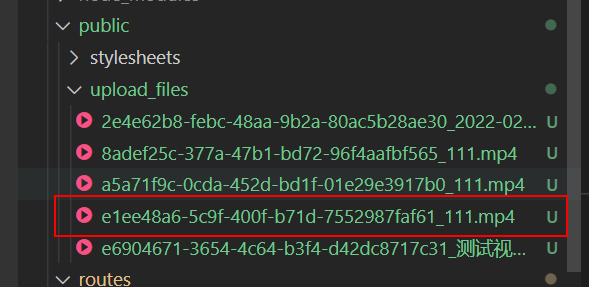 public
stylesheets
upload_files
2e4e62b8-febc-48aa-9b2a-80ac5b28ae30_2022-02... U
8adef25c-377a-47b1-bd72-96f4aafbf565_111.mp4 U
a5a71f9c-0cda-452d-bd1f-01e29e3917b0_111.mp4 U
e1ee48a6-5c9f-400f-b71d-7552987faf61_111.mp4 U
e6904671-3654-4c64-b3f4-d42dc8717c31_测试视... U
routes